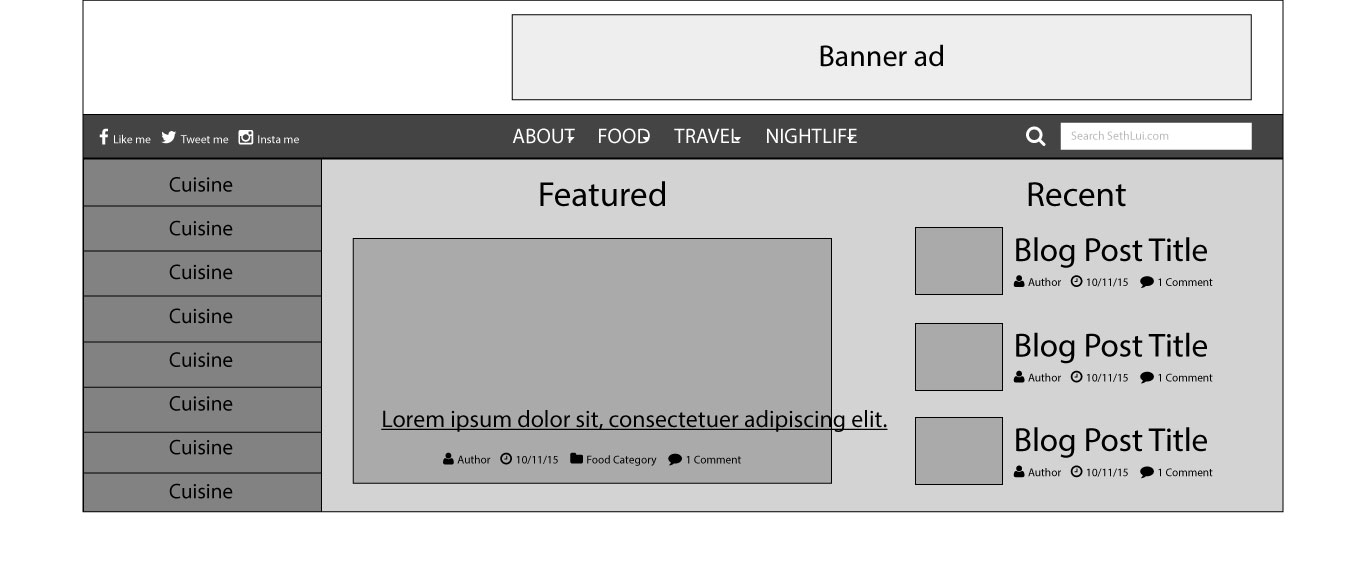 Banner ad
Like me Tweet me Insta me
ABOUT FOOD TRAVEL NIGHTLIFE
Search SethLui.com
Cuisine
Cuisine
Cuisine
Cuisine
Cuisine
Cuisine
Cuisine
Cuisine
Featured
Lorem ipsum dolor sit, consectetuer adipiscing elit.
Author 10/11/15 Food Category 1 Comment
Recent
Blog Post Title
Author 10/11/15 1 Comment
Blog Post Title
Author 10/11/15 1 Comment
Blog Post Title
Author 10/11/15 1 Comment